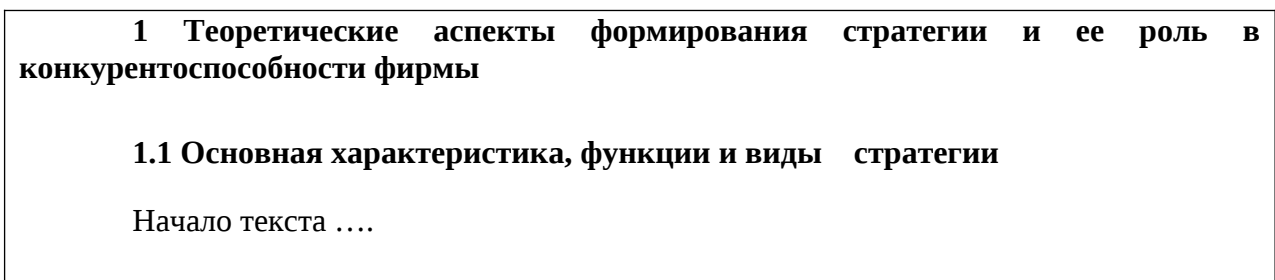 1 Теоретические аспекты формирования стратегии и ее роль в
конкурентоспособности фирмы
1.1 Основная характеристика, функции и виды стратегии
Начало текста ….